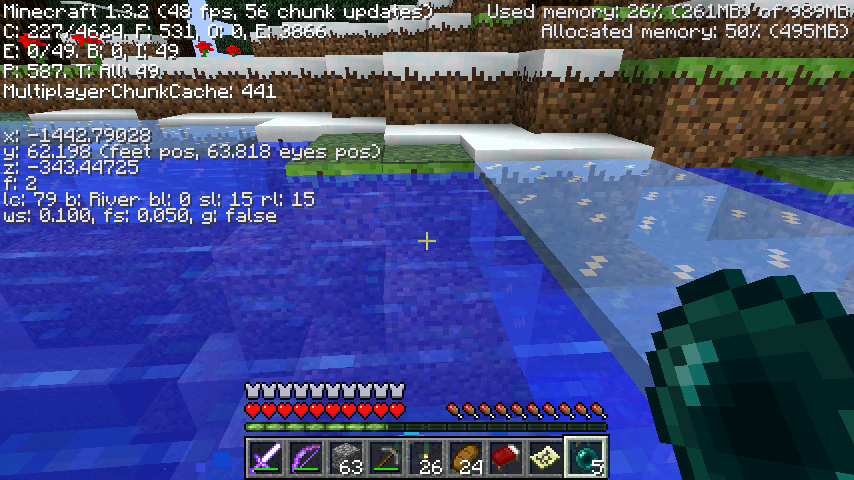 Minecraft 1.3.2 (48 fps, 56 chunk updates)
C: 227/4624, F: 531, O: 0, E: 3866
E: 0/49, B: 0, I: 49
P: 587. T: All: 49
MultiplayerChunkCache: 441
Used memory: 26% (261MB) of 989MB
Allocated memory: 50% (495MB)
x: -1442.79028
y: 62.198 (feet pos, 63.818 eyes pos)
z: -343.44725
f: 2
lc: 79 b: River bl: 0 sl: 15 rl: 15
ws: 0.100, fs: 0.050, g: false
63 26 24 5